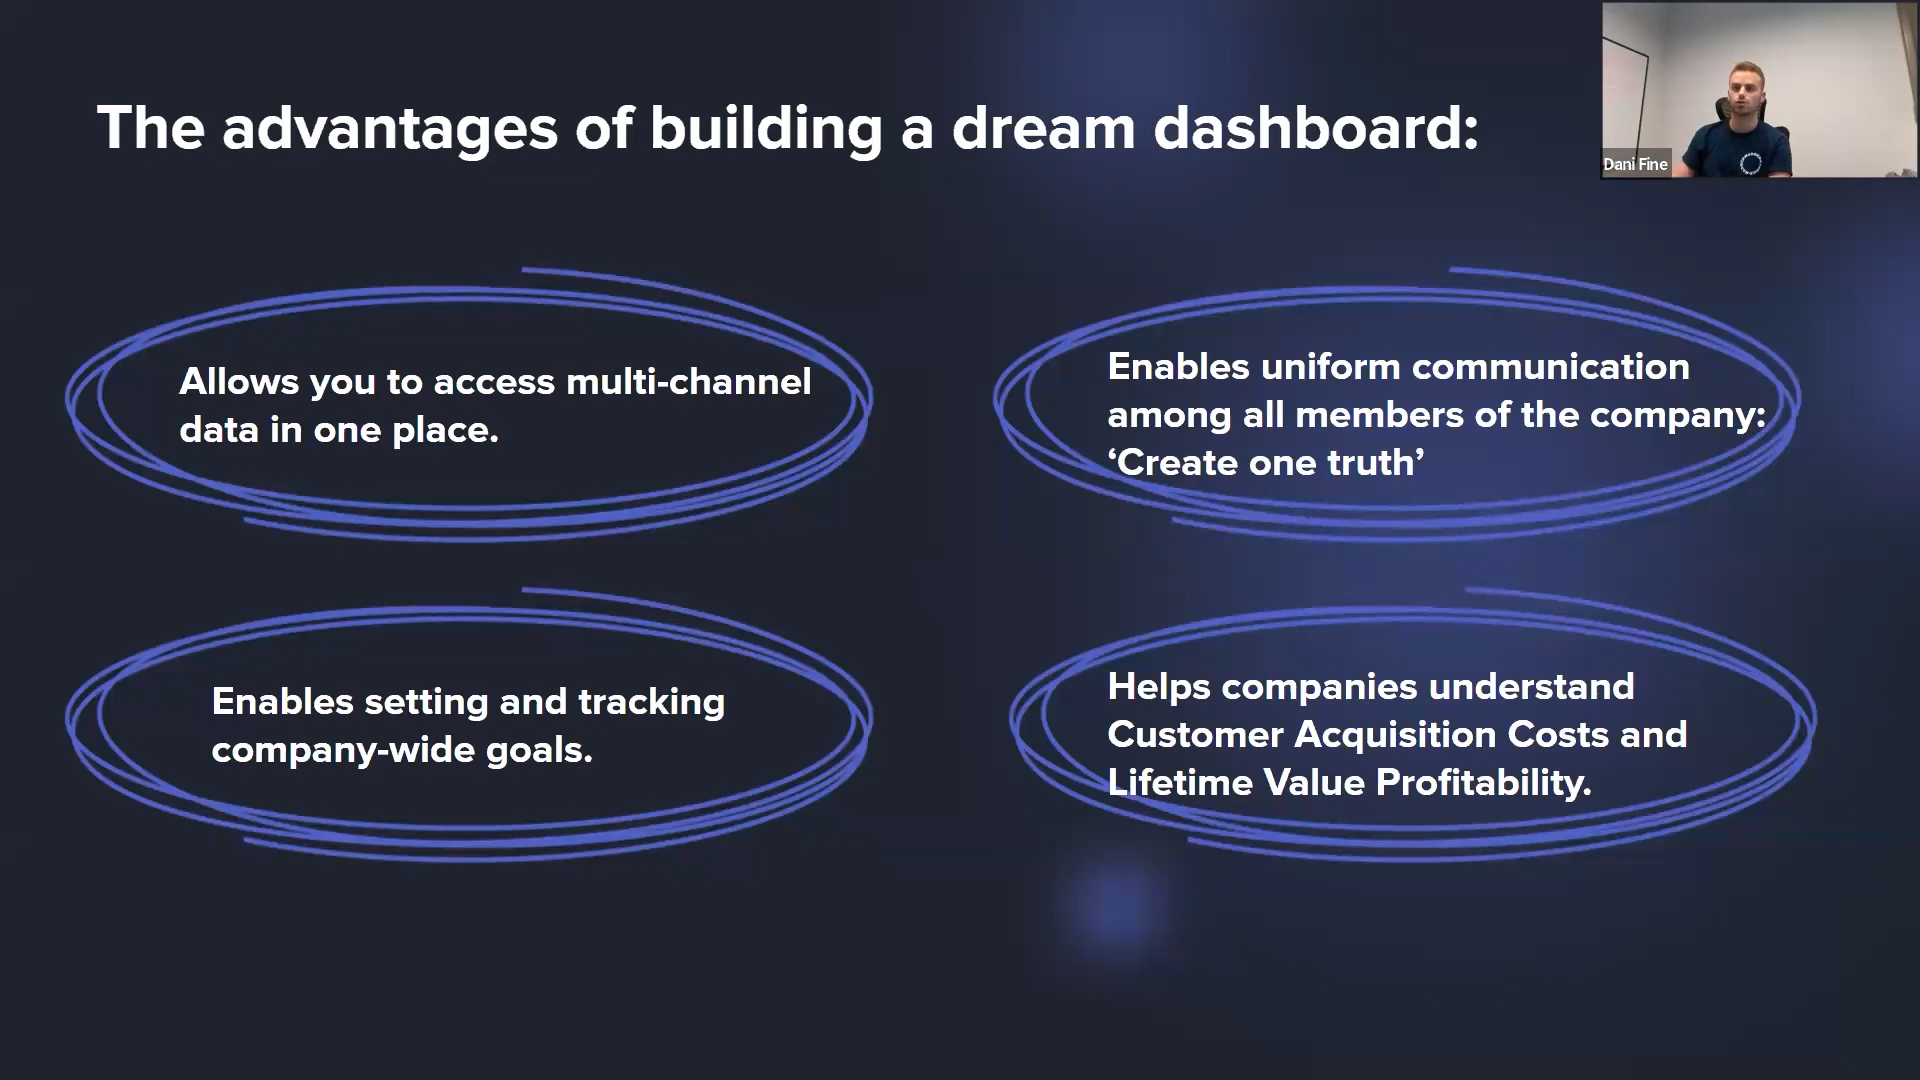 The advantages of building a dream dashboard:
Dani Fine
Allows you to access multi-channel
data in one place.
Enables uniform communication
among all members of the company:
‘Create one truth’
Enables setting and tracking
company-wide goals.
Helps companies understand
Customer Acquisition Costs and
Lifetime Value Profitability.